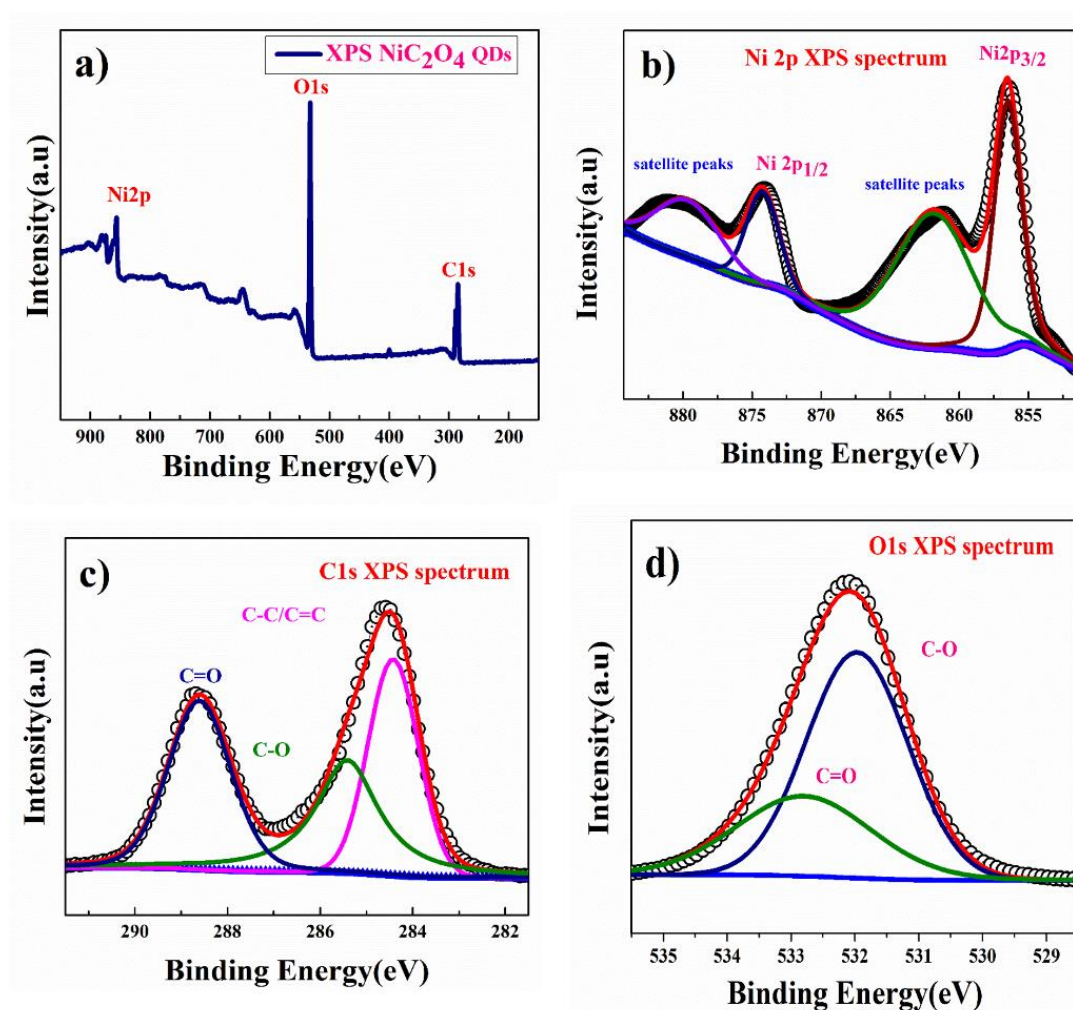 a)
XPS NiC2O4 QDs
O1s
Ni2p
C1s
Intensity(a.u)
900 800 700 600 500 400 300 200
Binding Energy(eV)
b)
Ni 2p XPS spectrum
Ni2p3/2
satellite peaks
Ni 2p1/2
satellite peaks
Intensity(a.u)
880 875 870 865 860 855
Binding Energy(eV)
c)
C1s XPS spectrum
C-C/C=C
C=O
C-O
Intensity(a.u)
290 288 286 284 282
Binding Energy(eV)
d)
O1s XPS spectrum
C-O
C=O
Intensity(a.u)
535 534 533 532 531 530 529
Binding Energy(eV)